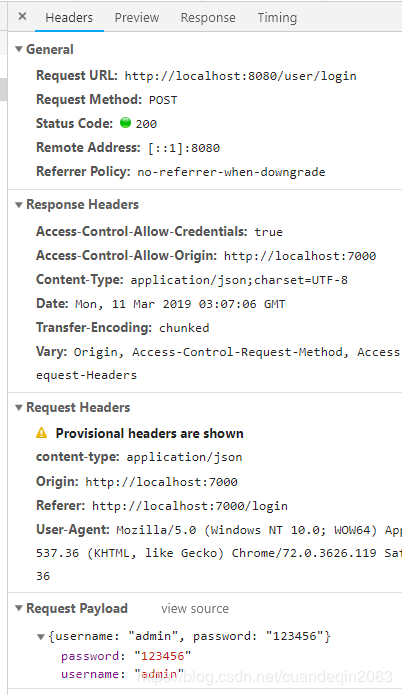 × Headers Preview Response Timing
▼ General
Request URL: http://localhost:8080/user/login
Request Method: POST
Status Code: 200
Remote Address: [::1]:8080
Referrer Policy: no-referrer-when-downgrade
▼ Response Headers
Access-Control-Allow-Credentials: true
Access-Control-Allow-Origin: http://localhost:7000
Content-Type: application/json;charset=UTF-8
Date: Mon, 11 Mar 2019 03:07:06 GMT
Transfer-Encoding: chunked
Vary: Origin, Access-Control-Request-Method, Access
equest-Headers
▼ Request Headers
Provisional headers are shown
content-type: application/json
Origin: http://localhost:7000
Referer: http://localhost:7000/login
User-Agent: Mozilla/5.0 (Windows NT 10.0; WOW64) App
537.36 (KHTML, like Gecko) Chrome/72.0.3626.119 Saf
36
▼ Request Payload view source
▼ {username: "admin", password: "123456"}
password: "123456"
username: "admin"
https://blog.csdn.net/cuandeqin2083